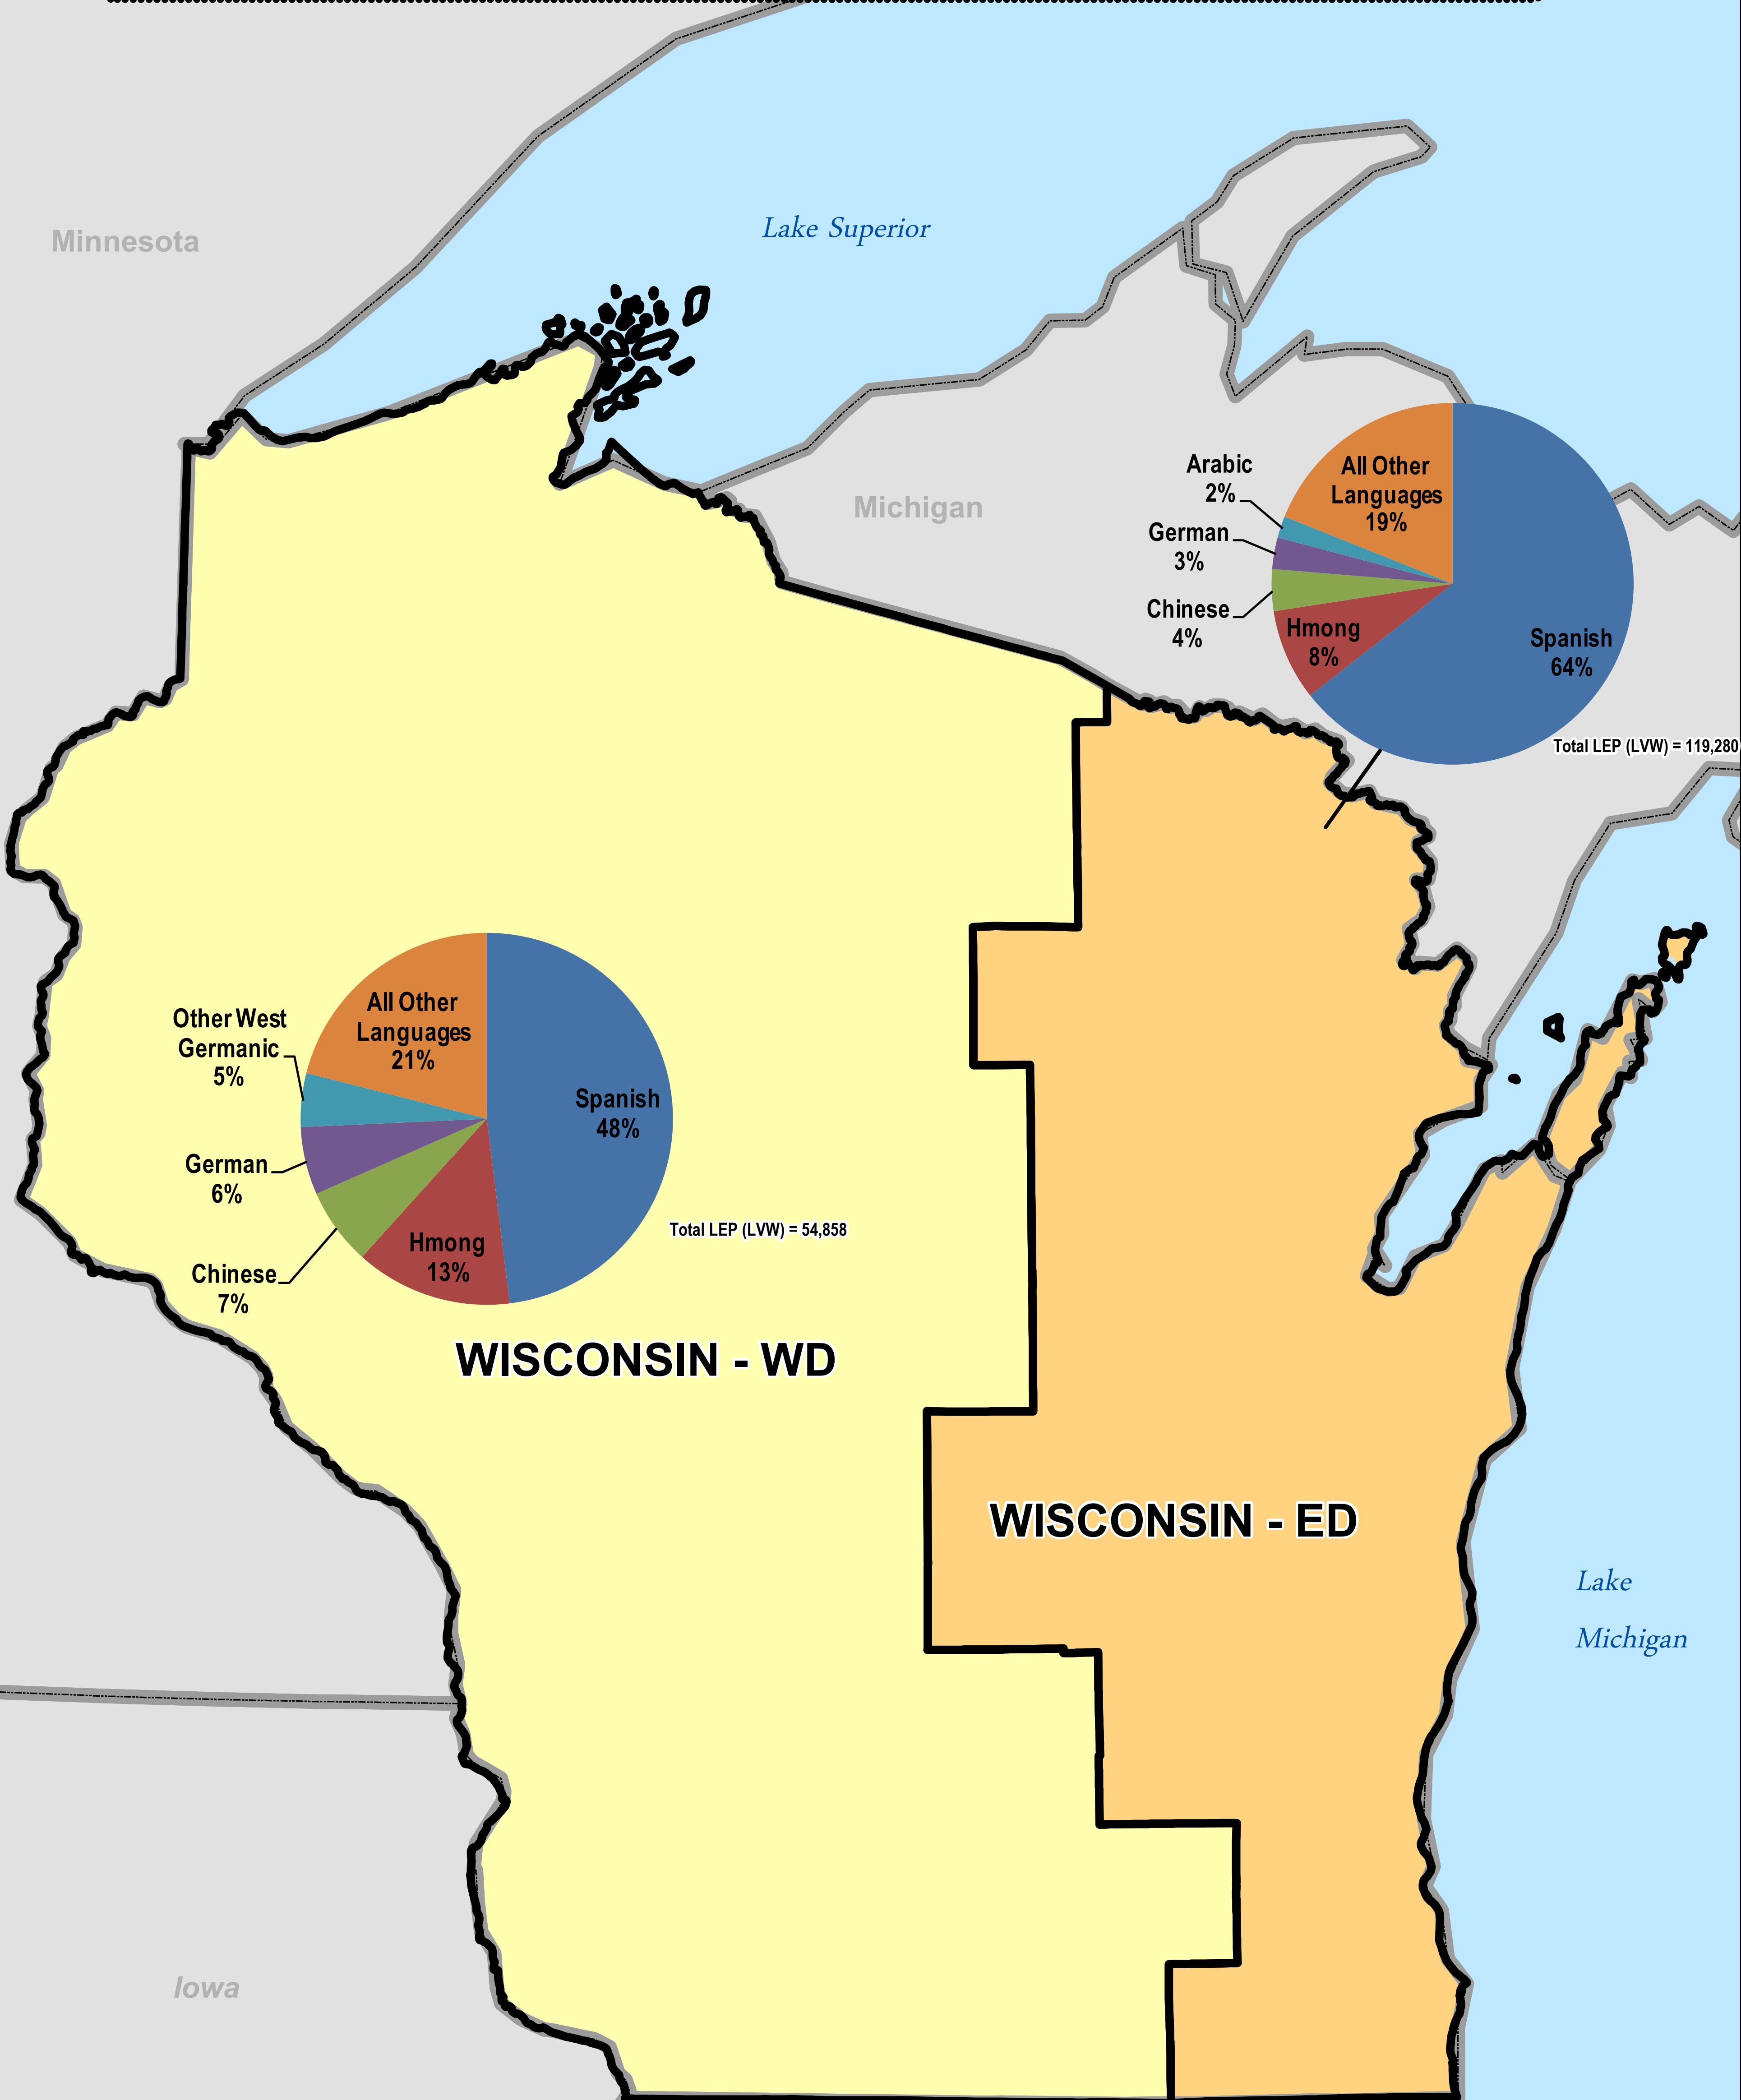 Minnesota
Lake Superior
Michigan
Arabic
2%
German
3%
Chinese
4%
All Other
Languages
19%
Hmong
8%
Spanish
64%
Total LEP (LVW) = 119,280
Other West
Germanic
5%
German
6%
Chinese
7%
All Other
Languages
21%
Spanish
48%
Hmong
13%
Total LEP (LVW) = 54,858
WISCONSIN - WD
WISCONSIN - ED
Lake
Michigan
Iowa